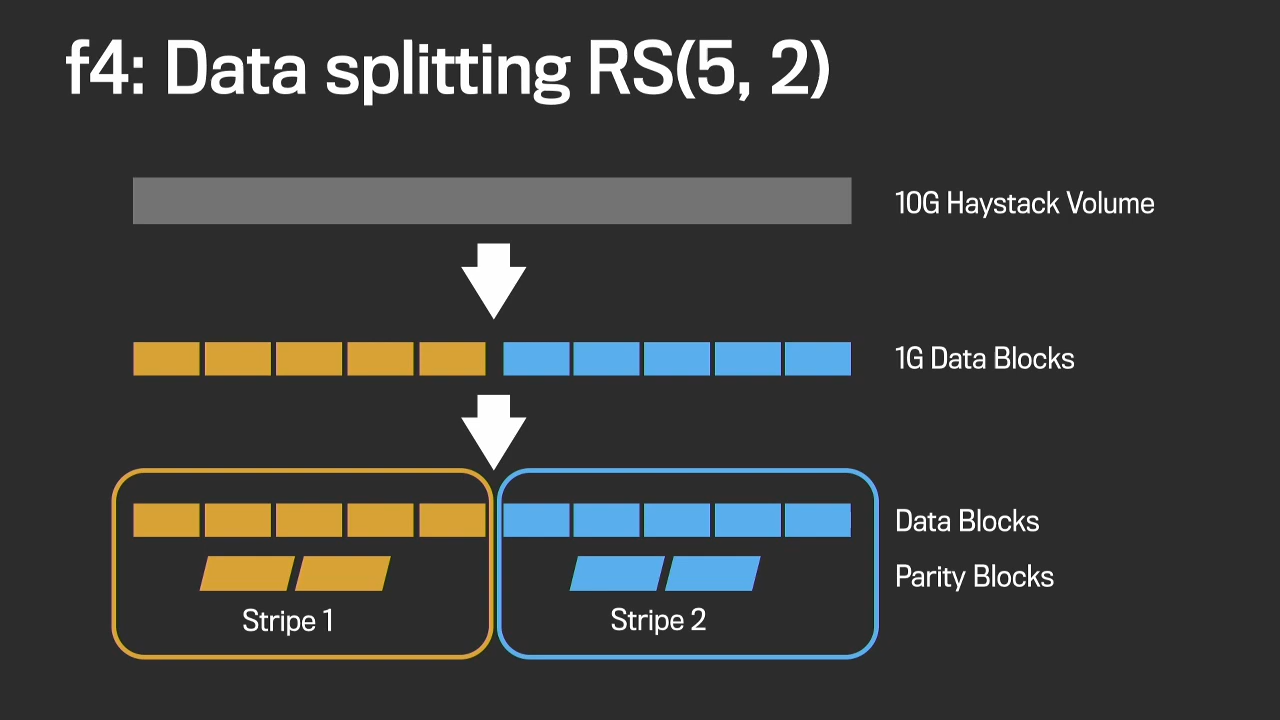 f4: Data splitting RS(5, 2)
10G Haystack Volume
1G Data Blocks
Data Blocks
Parity Blocks
Stripe 1
Stripe 2